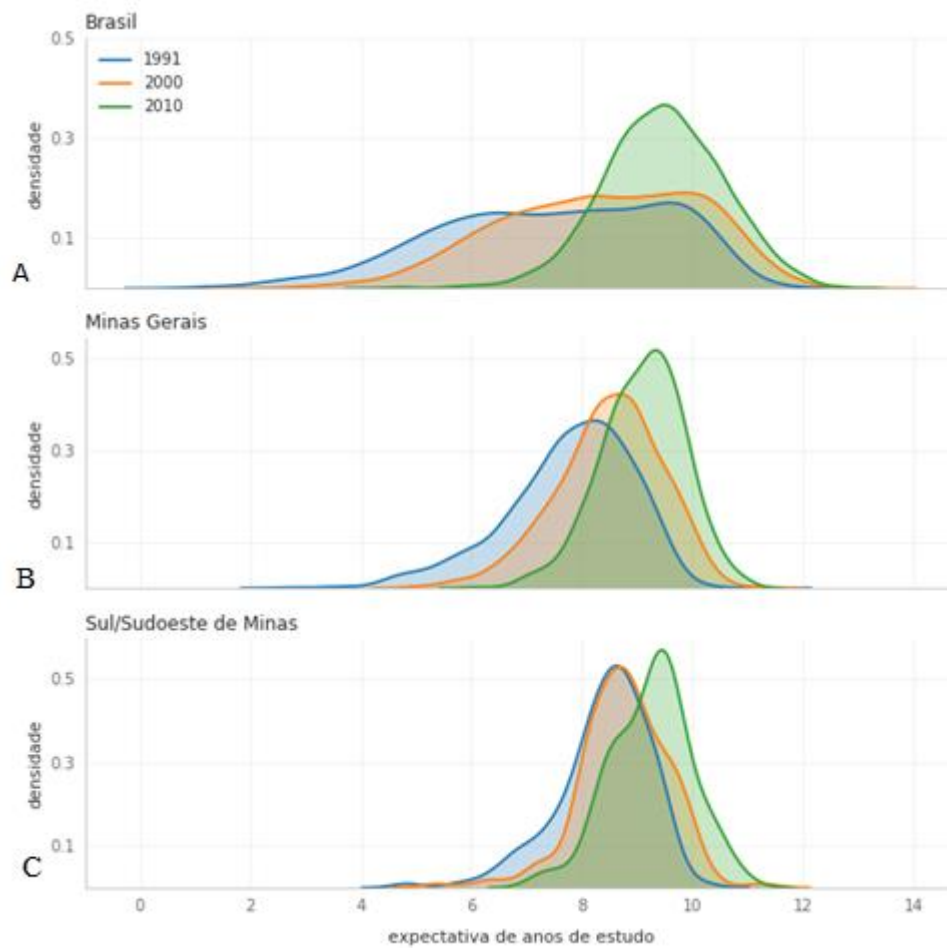 Brasil
0.5
1991
2000
2010
0.3
densidade
0.1
A
Minas Gerais
0.5
densidade
0.3
0.1
B
Sul/Sudoeste de Minas
0.5
densidade
0.3
0.1
C
0 2 4 6 8 10 12 14
expectativa de anos de estudo